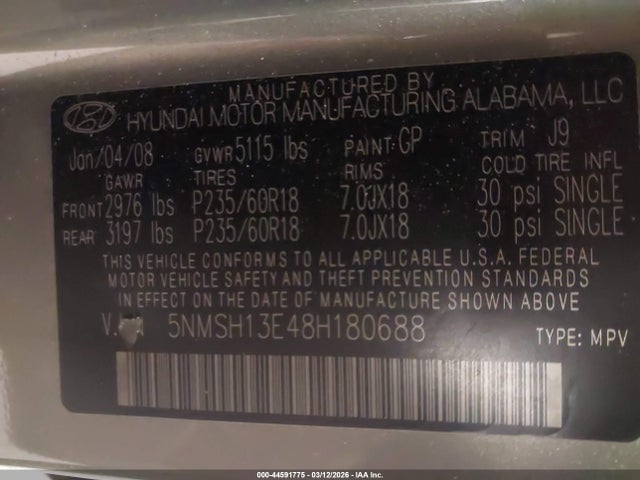 MANUFACTURED BY
HYUNDAI MOTOR MANUFACTURING ALABAMA, LLC
Jan/04/08 GVWR 5115 lbs PAINT GP TRIM J9
GAWR TIRES RIMS COLD TIRE INFL
FRONT 2976 lbs P235/60R18 7.0JX18 30 psi SINGLE
REAR 3197 lbs P235/60R18 7.0JX18 30 psi SINGLE
THIS VEHICLE CONFORMS TO ALL APPLICABLE U.S.A. FEDERAL
MOTOR VEHICLE SAFETY AND THEFT PREVENTION STANDARDS
IN EFFECT ON THE DATE OF MANUFACTURE SHOWN ABOVE
5NMSH13E48H180688 TYPE: MPV
000-44591775 - 03/12/2026 - IAA Inc.